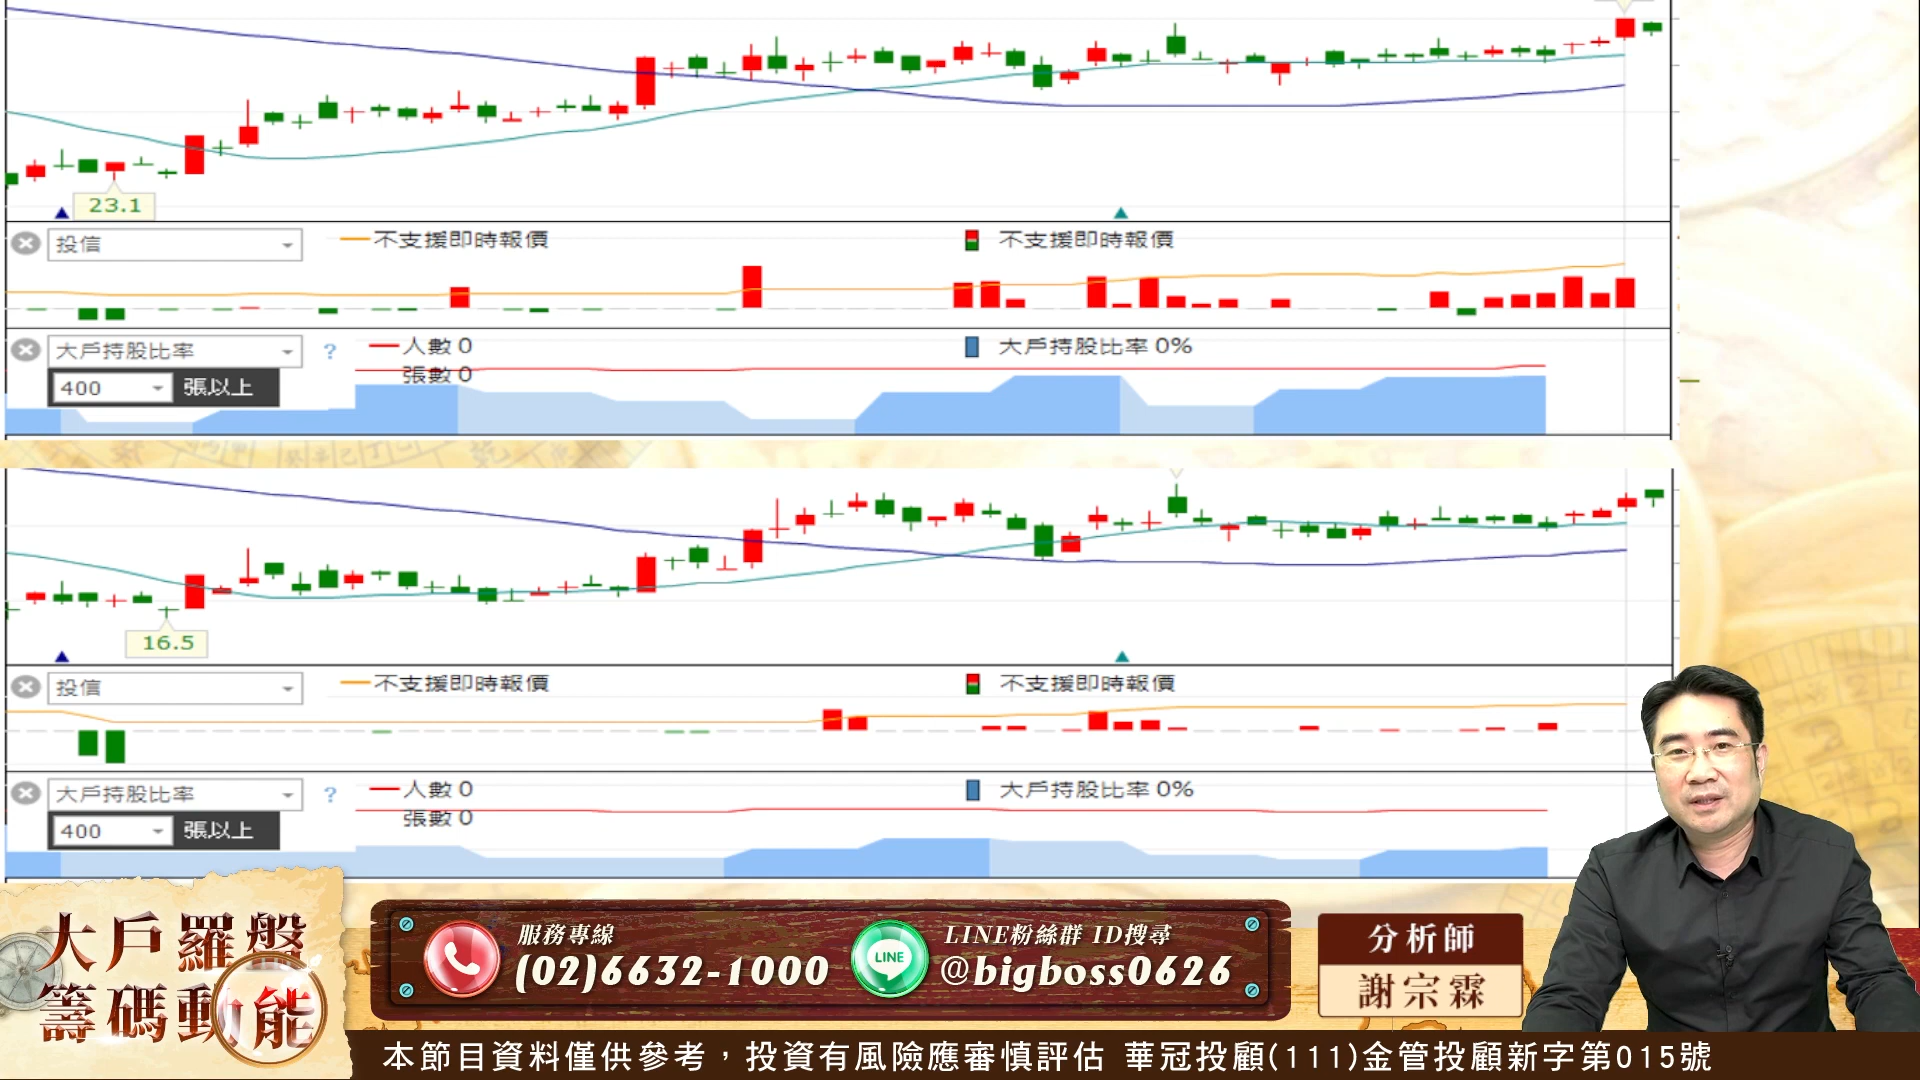 23.1
投信
不支援即時報價
不支援即時報價
大戶持股比率
?
人數 0
大戶持股比率 0%
張數 0
400
張以上
16.5
投信
不支援即時報價
不支援即時報價
大戶持股比率
?
人數 0
大戶持股比率 0%
張數 0
400
張以上
大戶羅盤
籌碼動能
服務專線
(02)6632-1000
LINE
LINE粉絲群 ID搜尋
@bigboss0626
分析師
謝宗霖
本節目資料僅供參考，投資有風險應審慎評估 華冠投顧(111)金管投顧新字第015號